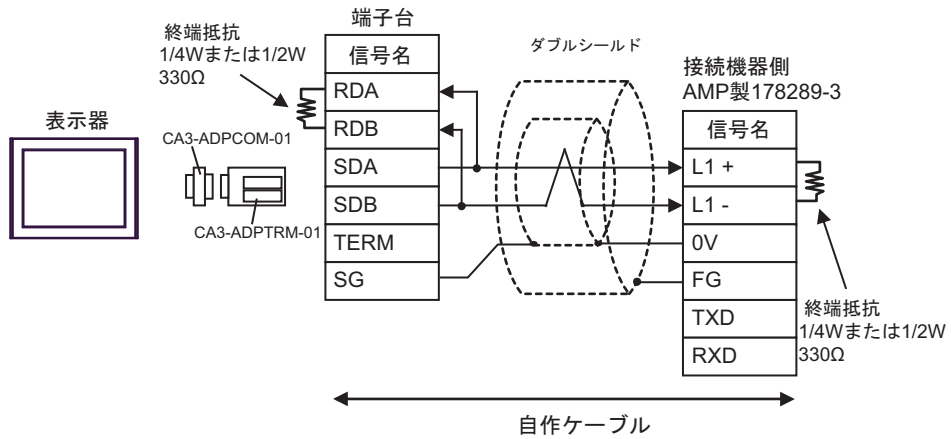 端子台
終端抵抗
1/4Wまたは1/2W
330Ω
ダブルシールド
接続機器側
AMP製178289-3
表示器
CA3-ADPCOM-01
CA3-ADPTRM-01
信号名
RDA
RDB
SDA
SDB
TERM
SG
信号名
L1 +
L1 -
0V
FG
TXD
RXD
終端抵抗
1/4Wまたは1/2W
330Ω
自作ケーブル